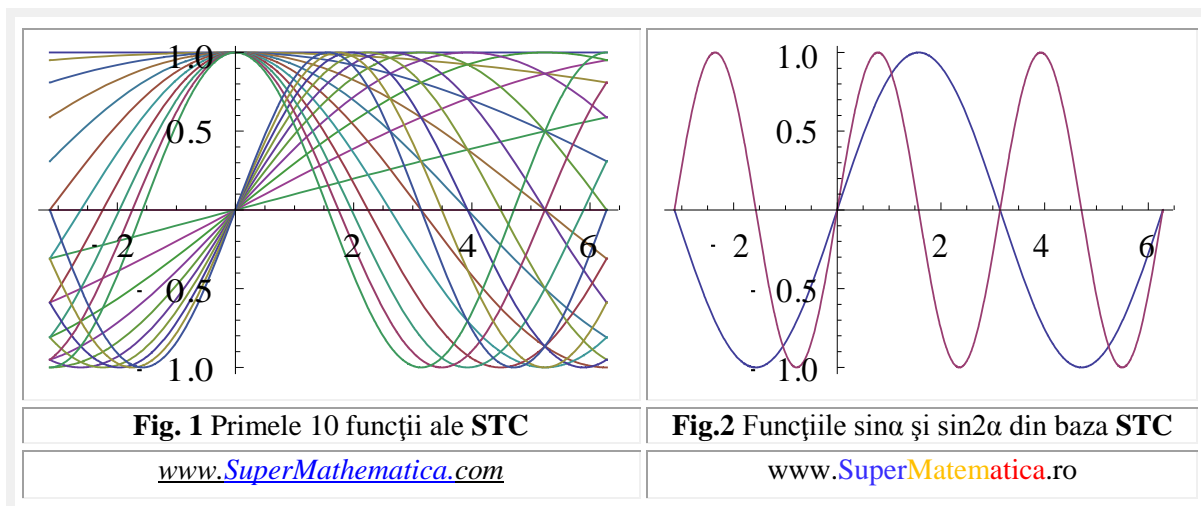 1.0
0.5
- 2 2 4 6
- 0.5
- 1.0
1.0
0.5
- 2 2 4 6
- 0.5
- 1.0
Fig. 1 Primele 10 funcţii ale STC
Fig.2 Funcţiile sinα şi sin2α din baza STC
www.SuperMathematica.com
www.SuperMatematica.ro